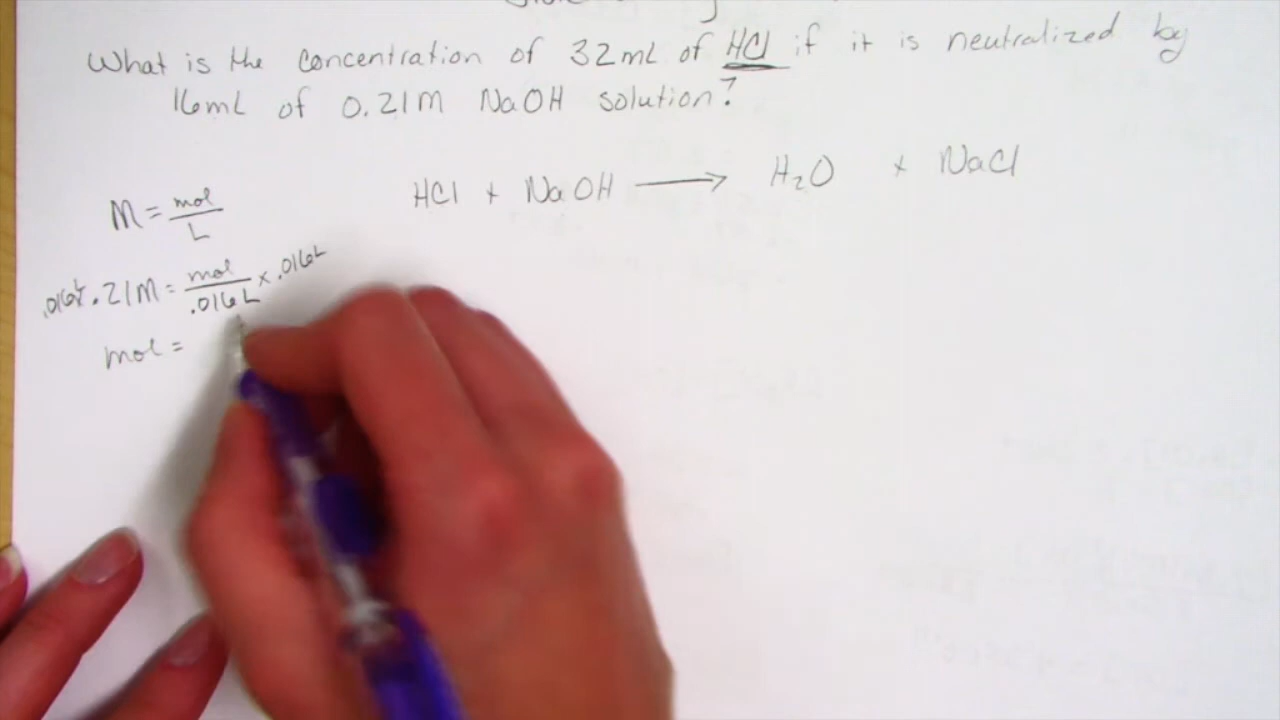 What is the concentration of 32mL of HCl if it is neutralized by
16mL of 0.21M NaOH solution?
HCl + NaOH ⟶ H₂O + NaCl
M = mol/L
.016L × .21M = mol/.016L × .016L
mol =